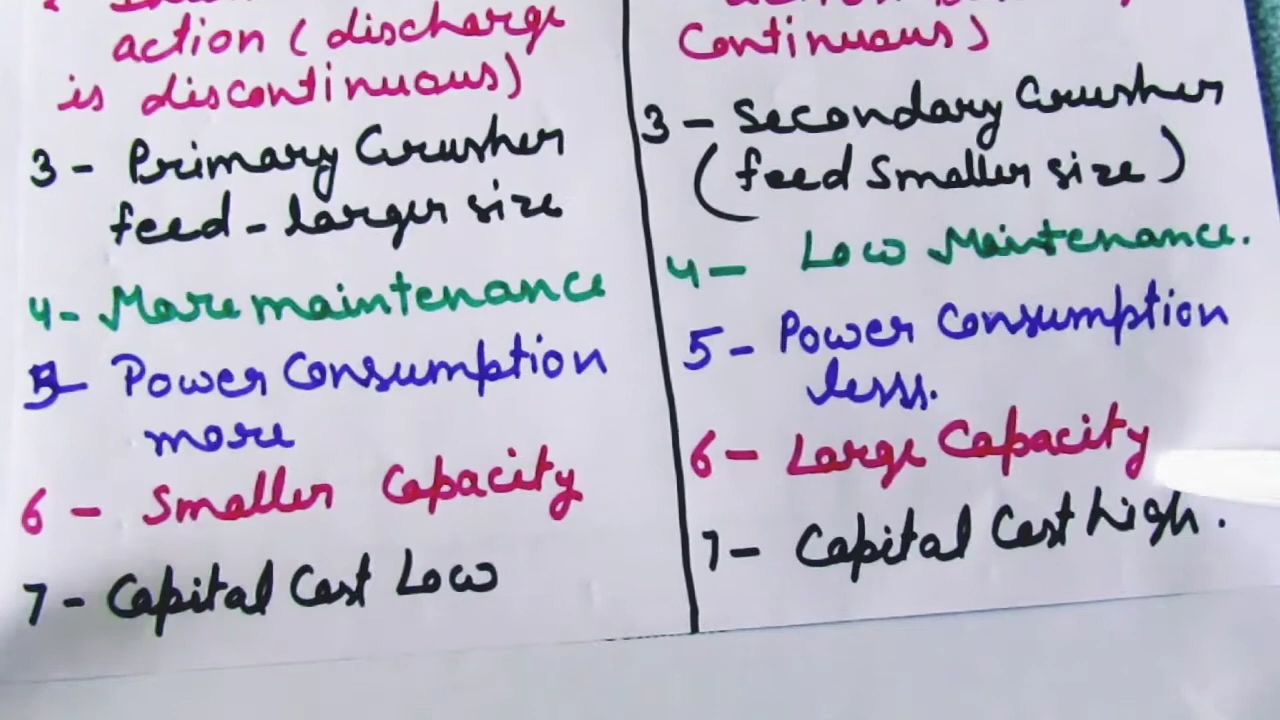 action (discharge
is discontinuous)
3 - Primary Crusher
feed - larger size
4 - More maintenance
5 - Power Consumption
more
6 - Smaller Capacity
7 - Capital Cost Low
Continuous)
3 - Secondary Crusher
(feed smaller size)
4 - Low Maintenance.
5 - Power Consumption
less.
6 - Large Capacity
7 - Capital Cost high.